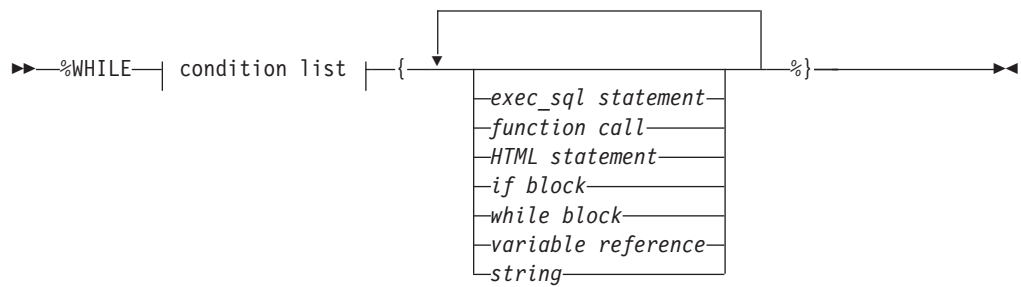 %WHILE condition list { %}
exec_sql statement
function call
HTML statement
if block
while block
variable reference
string